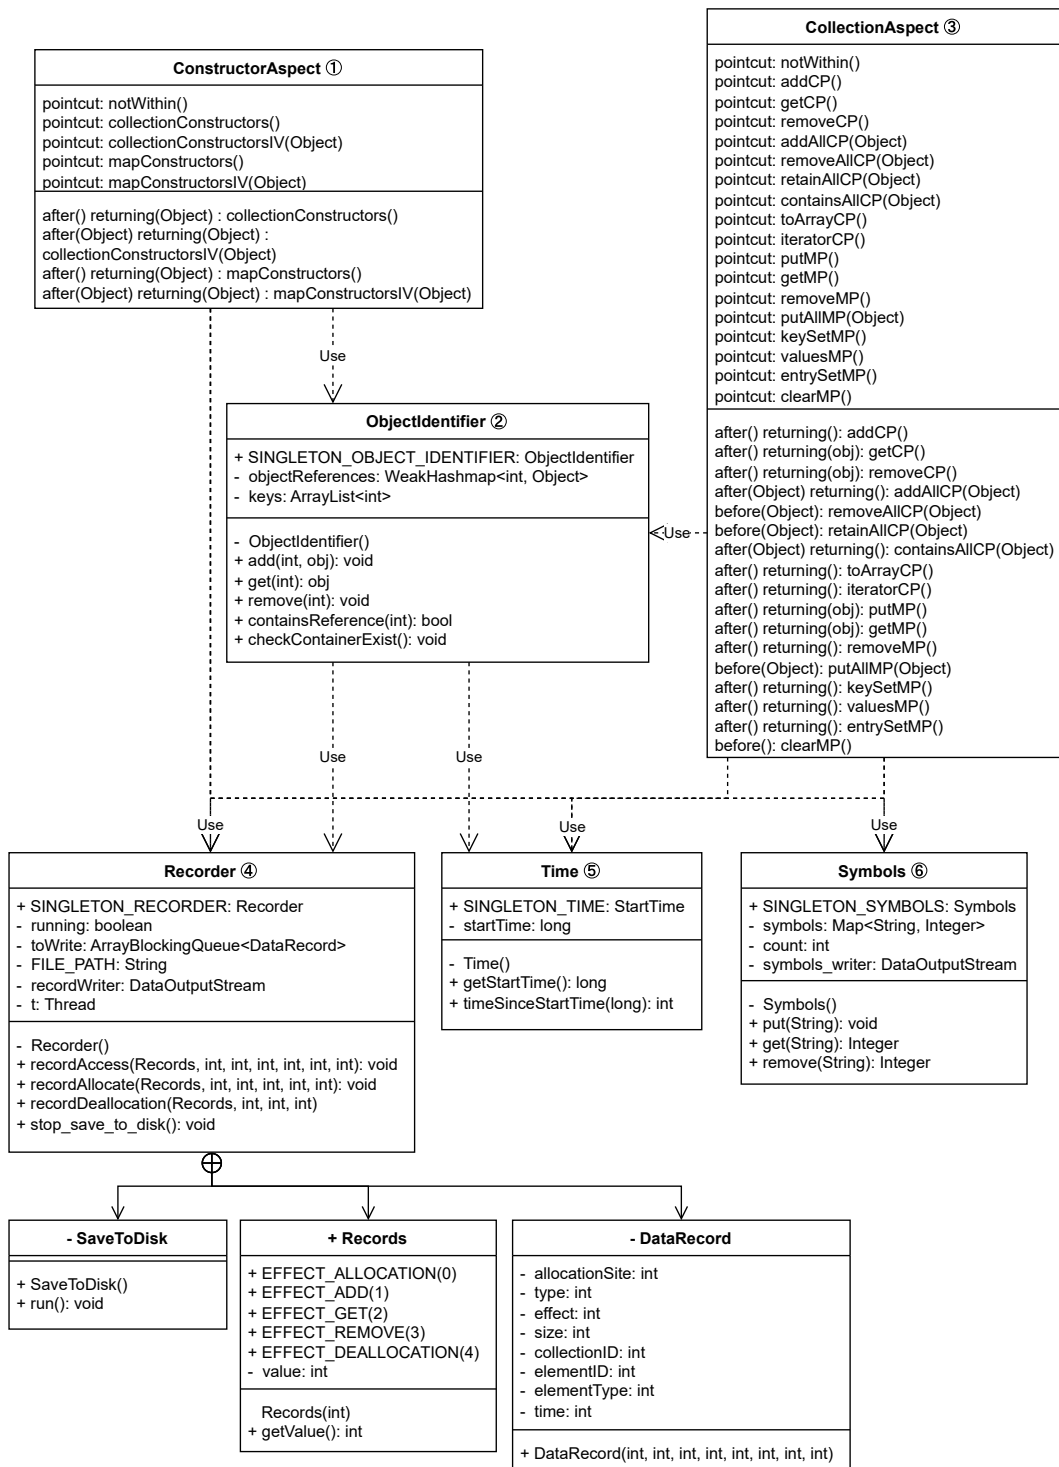 ConstructorAspect ①
pointcut: notWithin()
pointcut: collectionConstructors()
pointcut: collectionConstructorsIV(Object)
pointcut: mapConstructors()
pointcut: mapConstructorsIV(Object)
after() returning(Object) : collectionConstructors()
after(Object) returning(Object) :
collectionConstructorsIV(Object)
after() returning(Object) : mapConstructors()
after(Object) returning(Object) : mapConstructorsIV(Object)
CollectionAspect ③
pointcut: notWithin()
pointcut: addCP()
pointcut: getCP()
pointcut: removeCP()
pointcut: addAllCP(Object)
pointcut: removeAllCP(Object)
pointcut: retainAllCP(Object)
pointcut: containsAllCP(Object)
pointcut: toArrayCP()
pointcut: iteratorCP()
pointcut: putMP()
pointcut: getMP()
pointcut: removeMP()
pointcut: putAllMP(Object)
pointcut: keySetMP()
pointcut: valuesMP()
pointcut: entrySetMP()
pointcut: clearMP()
after() returning(): addCP()
after() returning(obj): getCP()
after() returning(obj): removeCP()
after(Object) returning(): addAllCP(Object)
before(Object): removeAllCP(Object)
before(Object): retainAllCP(Object)
after(Object) returning(): containsAllCP(Object)
after() returning(): toArrayCP()
after() returning(): iteratorCP()
after() returning(obj): putMP()
after() returning(obj): getMP()
after() returning(): removeMP()
before(Object): putAllMP(Object)
after() returning(): keySetMP()
after() returning(): valuesMP()
after() returning(): entrySetMP()
before(): clearMP()
Use
ObjectIdentifier ②
+ SINGLETON_OBJECT_IDENTIFIER: ObjectIdentifier
- objectReferences: WeakHashmap<int, Object>
- keys: ArrayList<int>
- ObjectIdentifier()
+ add(int, obj): void
+ get(int): obj
+ remove(int): void
+ containsReference(int): bool
+ checkContainerExist(): void
Use
Use
Use
Use
Use
Use
Recorder ④
+ SINGLETON_RECORDER: Recorder
- running: boolean
- toWrite: ArrayBlockingQueue<DataRecord>
- FILE_PATH: String
- recordWriter: DataOutputStream
- t: Thread
- Recorder()
+ recordAccess(Records, int, int, int, int, int, int): void
+ recordAllocate(Records, int, int, int, int, int): void
+ recordDeallocation(Records, int, int, int)
+ stop_save_to_disk(): void
Time ⑤
+ SINGLETON_TIME: StartTime
- startTime: long
- Time()
+ getStartTime(): long
+ timeSinceStartTime(long): int
Symbols ⑥
+ SINGLETON_SYMBOLS: Symbols
- symbols: Map<String, Integer>
- count: int
- symbols_writer: DataOutputStream
- Symbols()
+ put(String): void
+ get(String): Integer
+ remove(String): Integer
- SaveToDisk
+ SaveToDisk()
+ run(): void
+ Records
+ EFFECT_ALLOCATION(0)
+ EFFECT_ADD(1)
+ EFFECT_GET(2)
+ EFFECT_REMOVE(3)
+ EFFECT_DEALLOCATION(4)
- value: int
Records(int)
+ getValue(): int
- DataRecord
- allocationSite: int
- type: int
- effect: int
- size: int
- collectionID: int
- elementID: int
- elementType: int
- time: int
+ DataRecord(int, int, int, int, int, int, int, int)